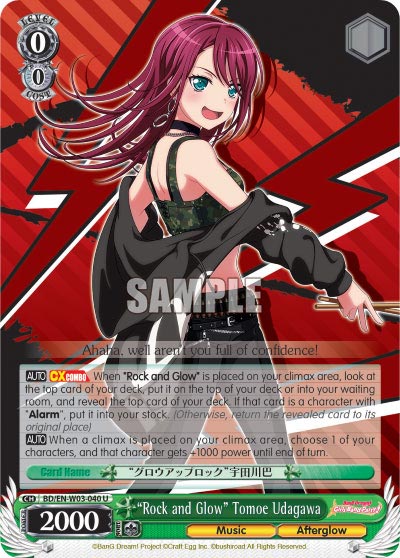 LEVEL
0
0
COST
SAMPLE
Ahaha, well aren't you full of confidence!
AUTO CX COMBO When "Rock and Glow" is placed on your climax area, look at
the top card of your deck, put it on the top of your deck or into your waiting
room, and reveal the top card of your deck. If that card is a character with
"Alarm", put it into your stock. (Otherwise, return the revealed card to its
original place)
AUTO When a climax is placed on your climax area, choose 1 of your
characters, and that character gets +1000 power until end of turn.
Card Name
"グロウアップロック"宇田川巴
CH BD/EN-W03-040 U
2000
"Rock and Glow" Tomoe Udagawa
Music
Afterglow
©BanG Dream! Project ©Craft Egg Inc. ©bushiroad All Rights Reserved.